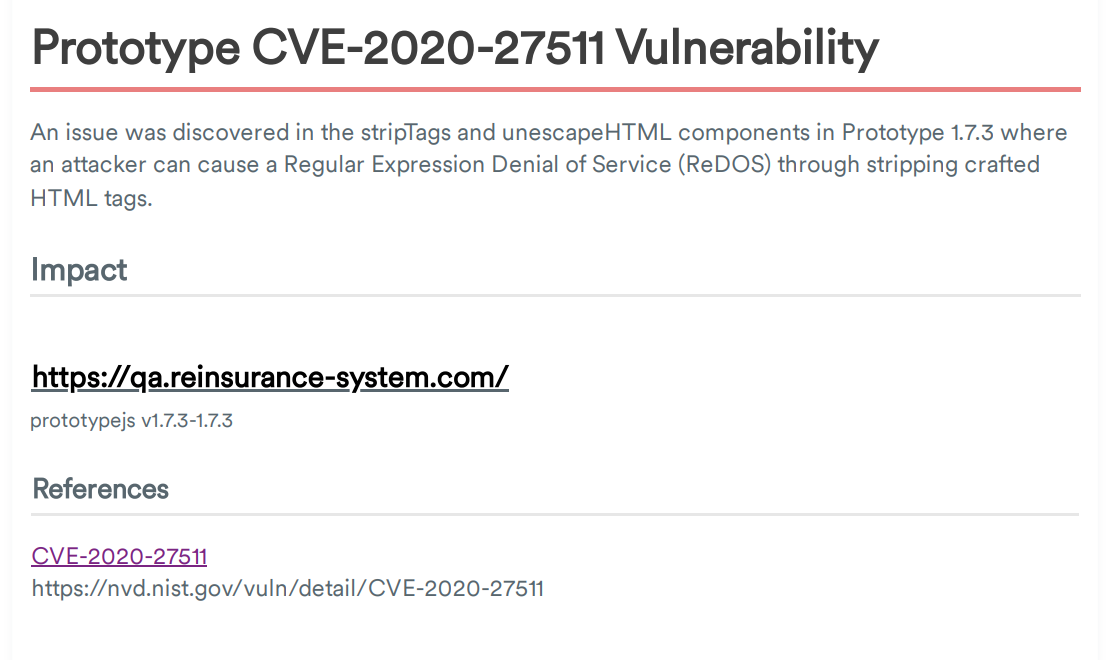 Prototype CVE-2020-27511 Vulnerability
An issue was discovered in the stripTags and unescapeHTML components in Prototype 1.7.3 where
an attacker can cause a Regular Expression Denial of Service (ReDOS) through stripping crafted
HTML tags.
Impact
https://qa.reinsurance-system.com/
prototypejs v1.7.3-1.7.3
References
CVE-2020-27511
https://nvd.nist.gov/vuln/detail/CVE-2020-27511